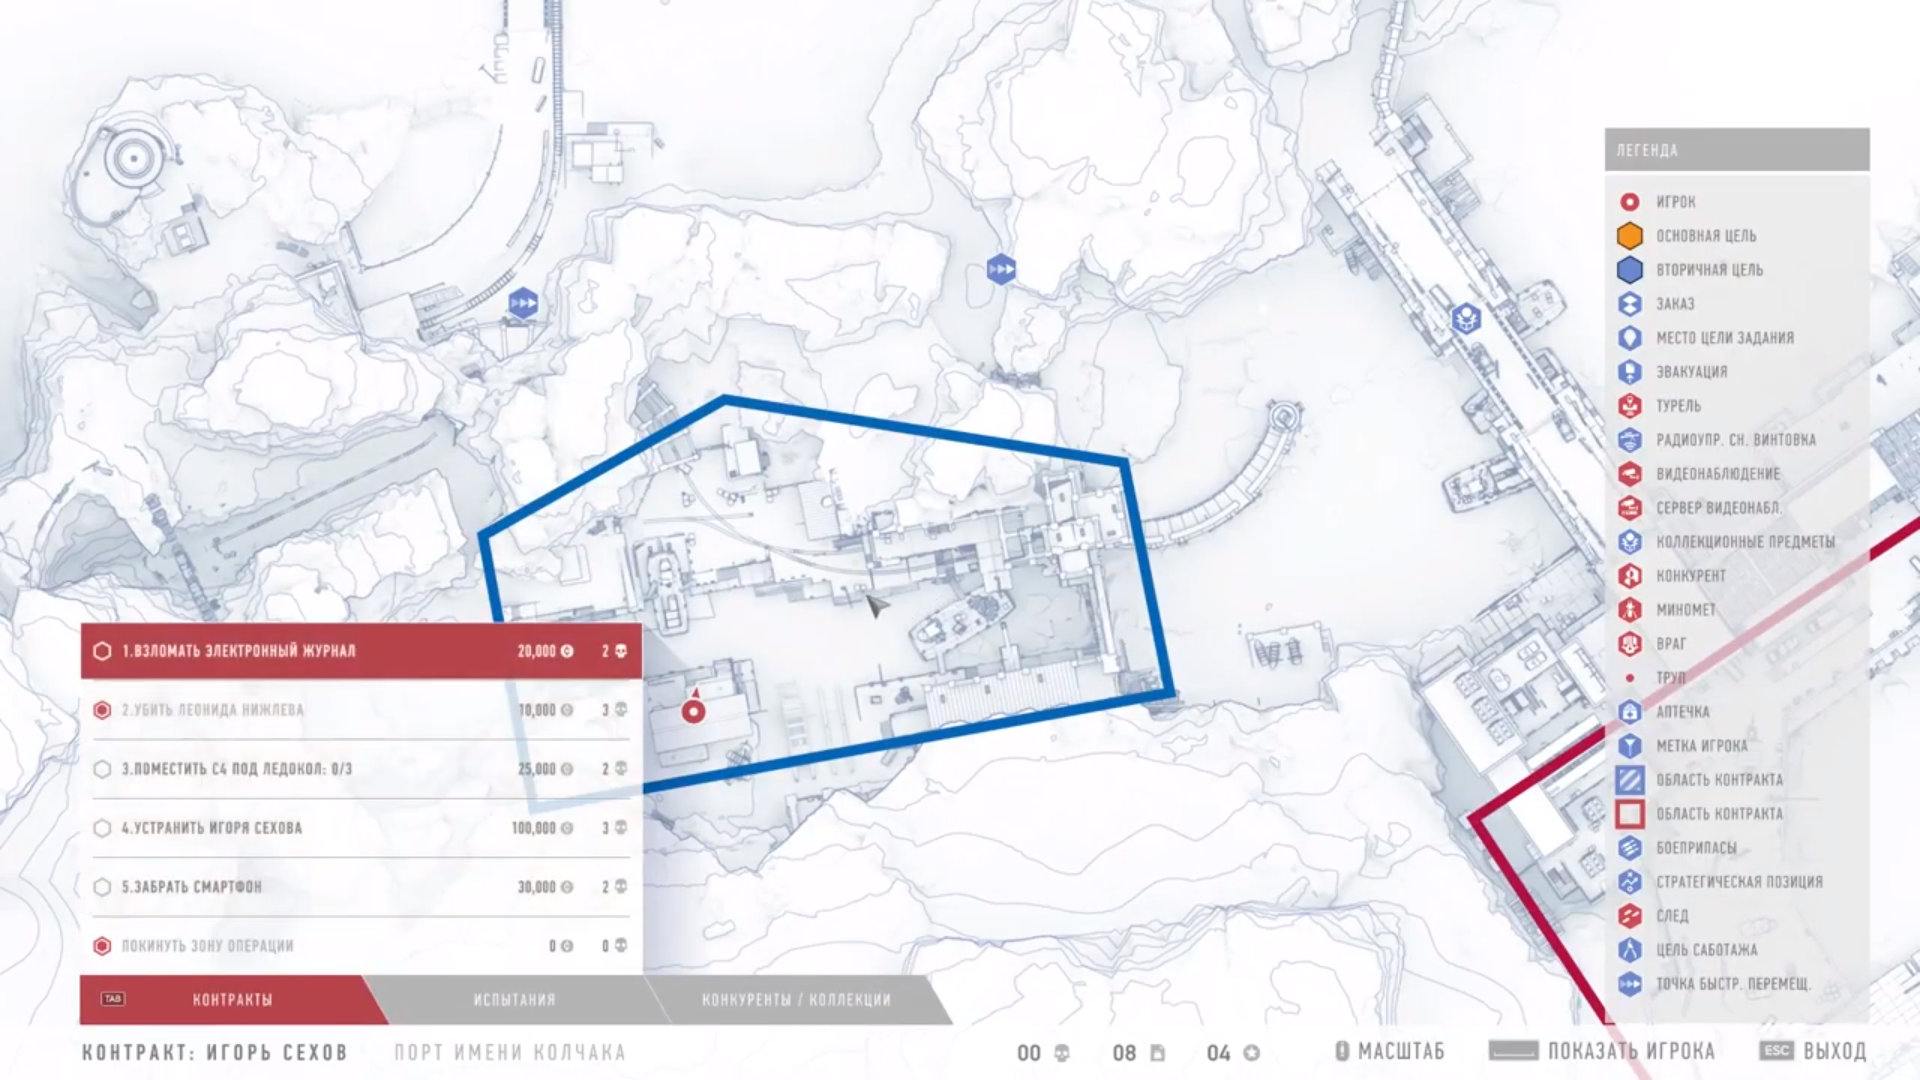 ЛЕГЕНДА
ИГРОК
ОСНОВНАЯ ЦЕЛЬ
ВТОРИЧНАЯ ЦЕЛЬ
ЗАКАЗ
МЕСТО ЦЕЛИ ЗАДАНИЯ
ЭВАКУАЦИЯ
ТУРЕЛЬ
РАДИОУПР. СН. ВИНТОВКА
ВИДЕОНАБЛЮДЕНИЕ
СЕРВЕР ВИДЕОНАБЛ.
КОЛЛЕКЦИОННЫЕ ПРЕДМЕТЫ
КОНКУРЕНТ
МИНОМЕТ
ВРАГ
ТРУП
АПТЕЧКА
МЕТКА ИГРОКА
ОБЛАСТЬ КОНТРАКТА
ОБЛАСТЬ КОНТРАКТА
БОЕПРИПАСЫ
СТРАТЕГИЧЕСКАЯ ПОЗИЦИЯ
СЛЕД
ЦЕЛЬ САБОТАЖА
ТОЧКА БЫСТР. ПЕРЕМЕЩ.
1.ВЗЛОМАТЬ ЭЛЕКТРОННЫЙ ЖУРНАЛ 20,000 2
2.УБИТЬ ЛЕОНИДА НИЖЛЕВА 10,000 3
3.ПОМЕСТИТЬ С4 ПОД ЛЕДОКОЛ: 0/3 25,000 2
4.УСТРАНИТЬ ИГОРЯ СЕХОВА 100,000 3
5.ЗАБРАТЬ СМАРТФОН 30,000 2
ПОКИНУТЬ ЗОНУ ОПЕРАЦИИ 0 0
TAB КОНТРАКТЫ ИСПЫТАНИЯ КОНКУРЕНТЫ / КОЛЛЕКЦИИ
КОНТРАКТ: ИГОРЬ СЕХОВ ПОРТ ИМЕНИ КОЛЧАКА 00 08 04 МАСШТАБ ПОКАЗАТЬ ИГРОКА ESC ВЫХОД